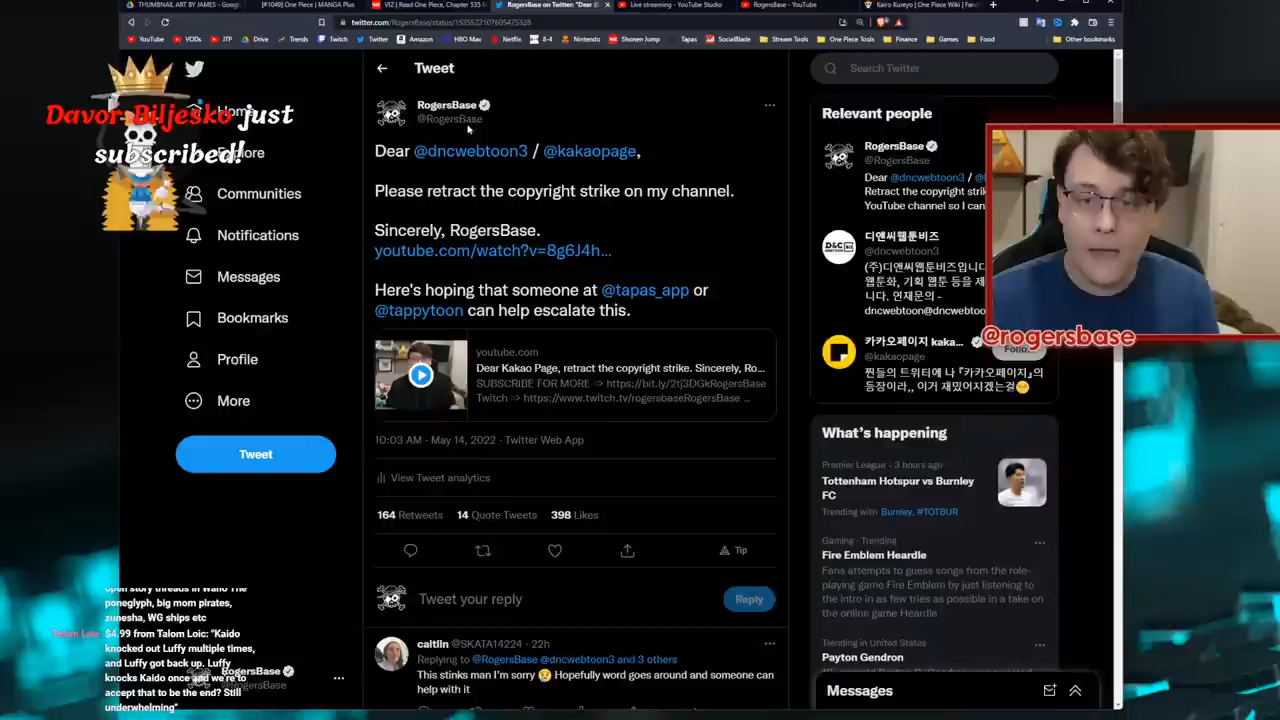 THUMBNAIL ART BY JAMES - Googl
[#1049] One Piece | MANGA Plus
VIZ | Read One Piece, Chapter 535 M
RogersBase on Twitter: "Dear @
Live streaming - YouTube Studio
RogersBase - YouTube
Kairo Kureyo | One Piece Wiki | Fan
twitter.com/RogersBase/status/1525522107605475328
YouTube
VODs
JTP
Drive
Trends
Twitch
Twitter
Amazon
HBO Max
Netflix
8-4
Nintendo
Shonen Jump
Tapas
SocialBlade
Stream Tools
One Piece Tools
Finance
Games
Food
Other bookmarks
Davor Biljesko just
subscribed!
Home
Explore
Communities
Notifications
Messages
Bookmarks
Profile
More
Tweet
open story threads in Wano The
poneglyph, big mom pirates,
zunesha, WG ships etc
Talom Loic $4.99 from Talom Loic: "Kaido
knocked out Luffy multiple times,
and Luffy got back up. Luffy
knocks Kaido once and we're to
accept that to be the end? Still
underwhelming"
RogersBase
@RogersBase
Tweet
RogersBase
@RogersBase
Dear @dncwebtoon3 / @kakaopage,
Please retract the copyright strike on my channel.
Sincerely, RogersBase.
youtube.com/watch?v=8g6J4h...
Here's hoping that someone at @tapas_app or
@tappytoon can help escalate this.
youtube.com
Dear Kakao Page, retract the copyright strike. Sincerely, Ro...
SUBSCRIBE FOR MORE => https://bit.ly/2tj3DGkRogersBase
Twitch => https://www.twitch.tv/rogersbaseRogersBase ...
10:03 AM · May 14, 2022 · Twitter Web App
View Tweet analytics
164 Retweets 14 Quote Tweets 398 Likes
Tip
Tweet your reply
Reply
caitlin @SKATA14224 · 22h
Replying to @RogersBase @dncwebtoon3 and 3 others
This stinks man I'm sorry 😢 Hopefully word goes around and someone can
help with it
Search Twitter
Relevant people
RogersBase
@RogersBase
Dear @dncwebtoon3 / @
Retract the copyright strik
YouTube channel so I can
D&C
디앤씨웹툰비즈
@dncwebtoon3
(주)디앤씨웹툰비즈입니다
웹툰화, 기획 웹툰 등을 제
니다. 연재문의 -
dncwebtoon@dncwebtoo
@rogersbase
카카오페이지 kaka...
@kakaopage
Follo
찐들의 트위터에 나 『카카오페이지』의
등장이라,, 이거 재밌어지겠는걸😊
What's happening
Premier League · 3 hours ago
Tottenham Hotspur vs Burnley
FC
Trending with Burnley, #TOTBUR
Gaming · Trending
Fire Emblem Heardle
Fans attempts to guess songs from the role-
playing game Fire Emblem by just listening to
the intro in as few tries as possible in a take on
the online game Heardle
Trending in United States
Payton Gendron
Messages